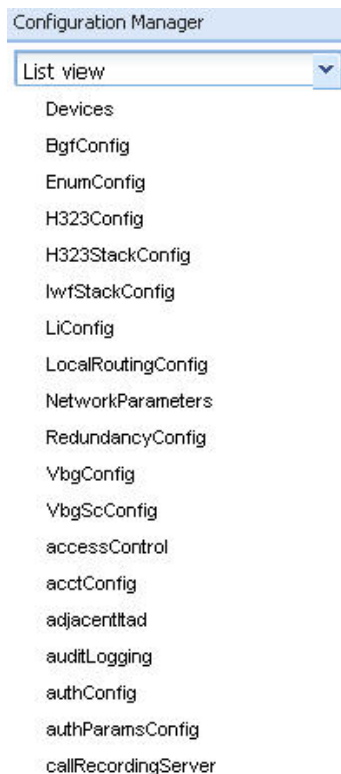 Configuration Manager
List view
Devices
BgfConfig
EnumConfig
H323Config
H323StackConfig
IwfStackConfig
LiConfig
LocalRoutingConfig
NetworkParameters
RedundancyConfig
VbgConfig
VbgScConfig
accessControl
acctConfig
adjacentItad
auditLogging
authConfig
authParamsConfig
callRecordingServer